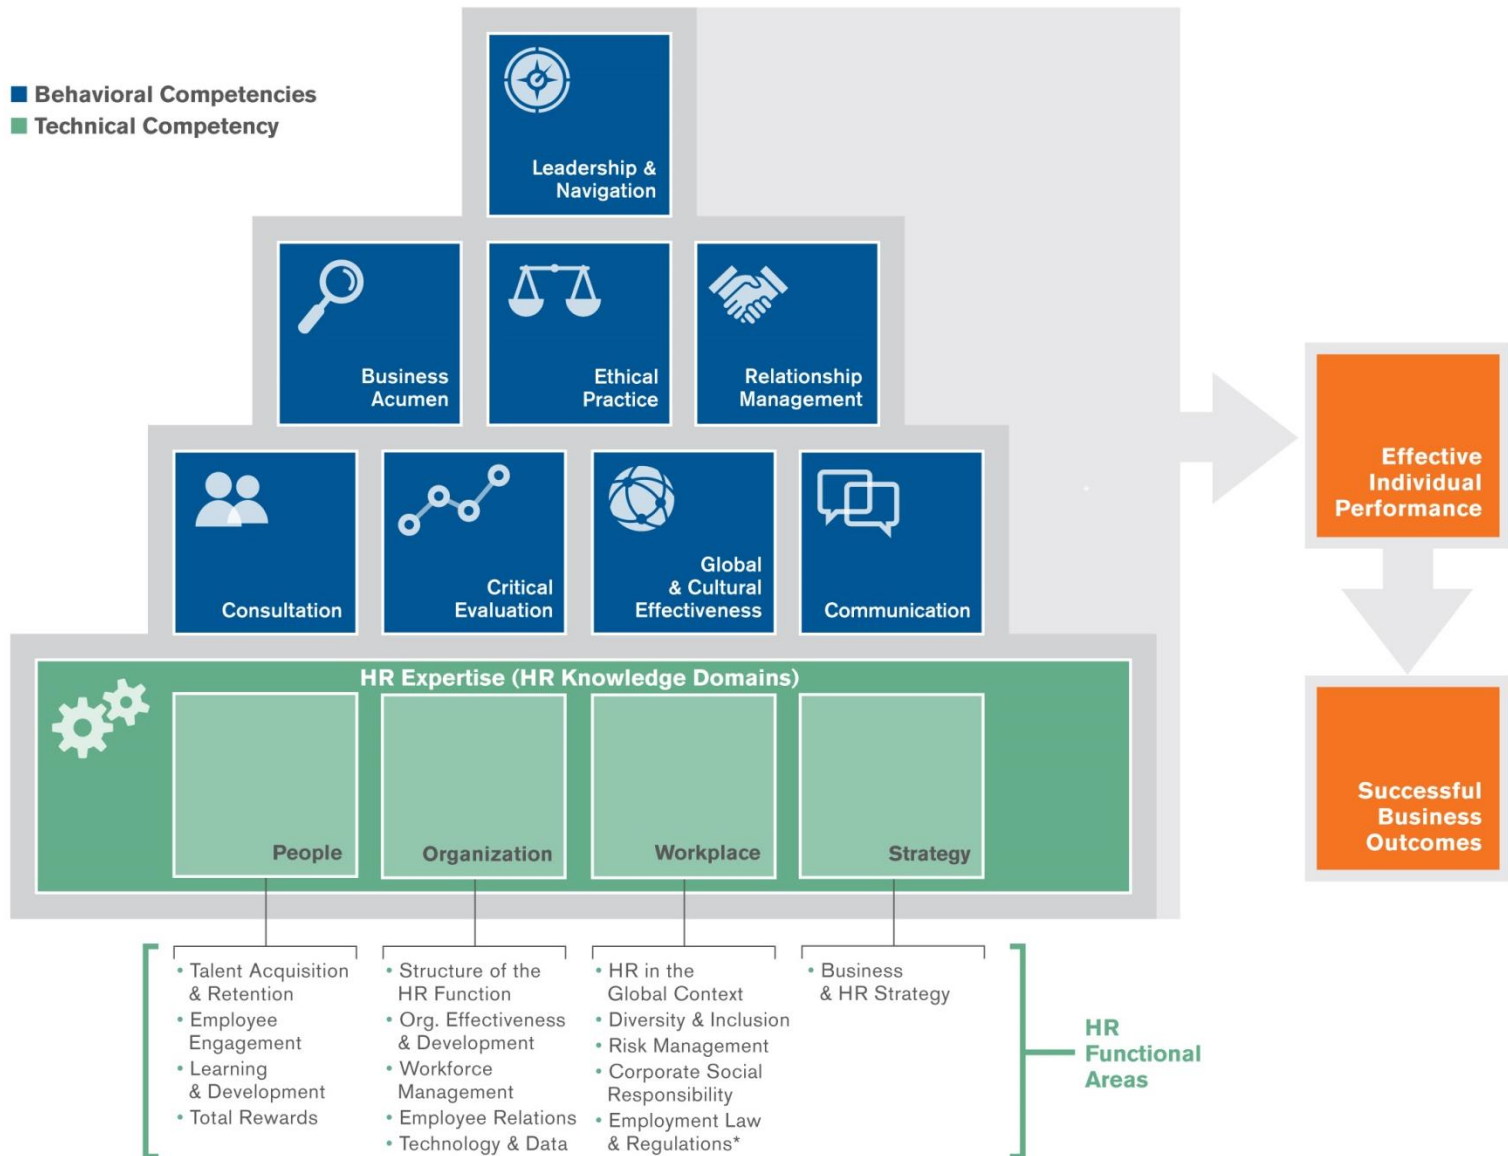 Behavioral Competencies
Technical Competency
Leadership &
Navigation
Business
Acumen
Ethical
Practice
Relationship
Management
Consultation
Critical
Evaluation
Global
& Cultural
Effectiveness
Communication
HR Expertise (HR Knowledge Domains)
People
Organization
Workplace
Strategy
• Talent Acquisition
& Retention
• Employee
Engagement
• Learning
& Development
• Total Rewards
• Structure of the
HR Function
• Org. Effectiveness
& Development
• Workforce
Management
• Employee Relations
• Technology & Data
• HR in the
Global Context
• Diversity & Inclusion
• Risk Management
• Corporate Social
Responsibility
• Employment Law
& Regulations*
• Business
& HR Strategy
HR
Functional
Areas
Effective
Individual
Performance
Successful
Business
Outcomes